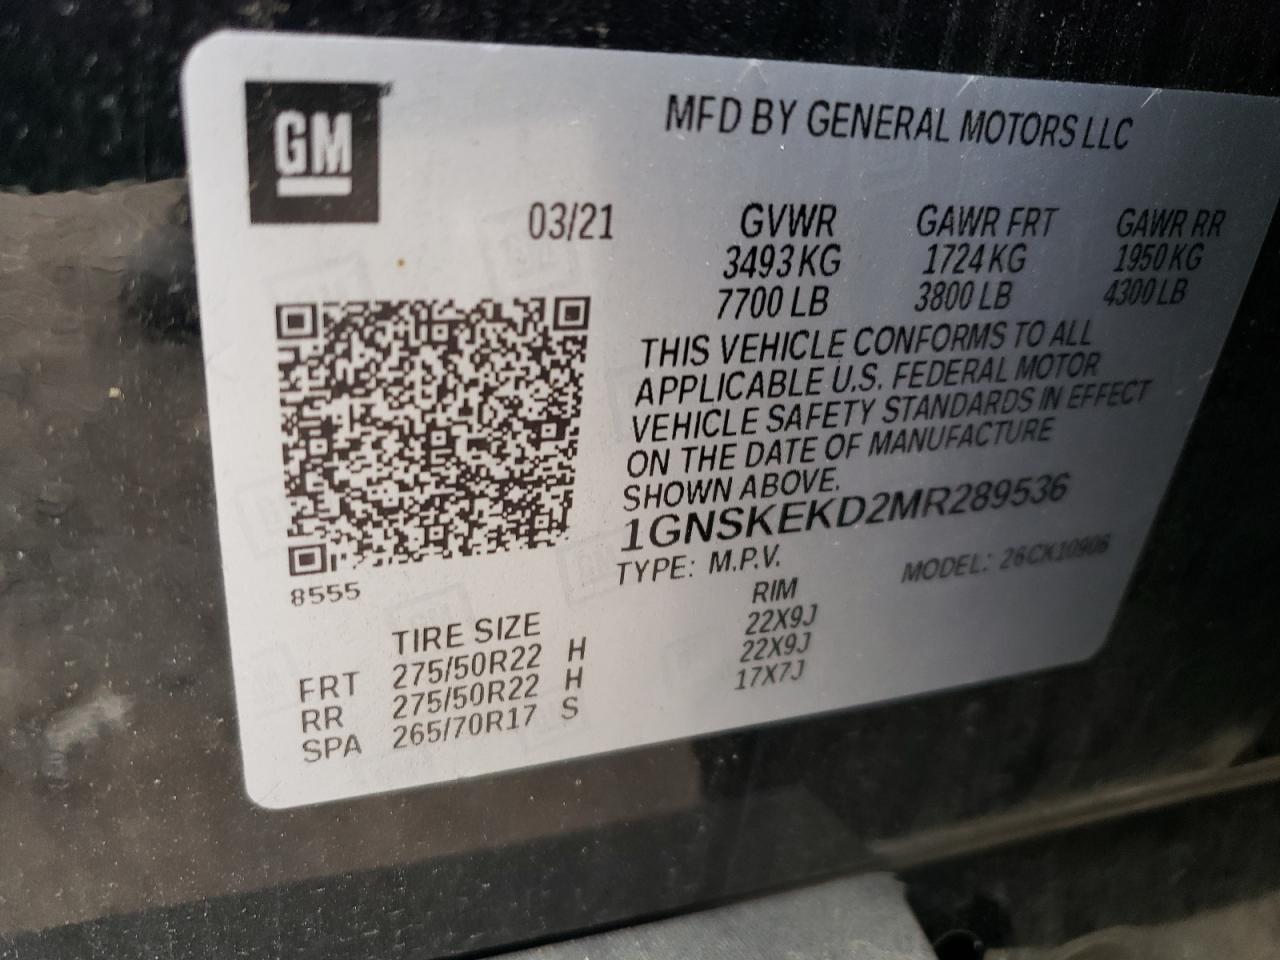 GM
MFD BY GENERAL MOTORS LLC
03/21 GVWR GAWR FRT GAWR RR
3493 KG 1724 KG 1950 KG
7700 LB 3800 LB 4300 LB
THIS VEHICLE CONFORMS TO ALL
APPLICABLE U.S. FEDERAL MOTOR
VEHICLE SAFETY STANDARDS IN EFFECT
ON THE DATE OF MANUFACTURE
SHOWN ABOVE.
1GNSKEKD2MR289536
TYPE: M.P.V. MODEL: 26CK10906
8555
TIRE SIZE RIM
FRT 275/50R22 H 22X9J
RR 275/50R22 H 22X9J
SPA 265/70R17 S 17X7J